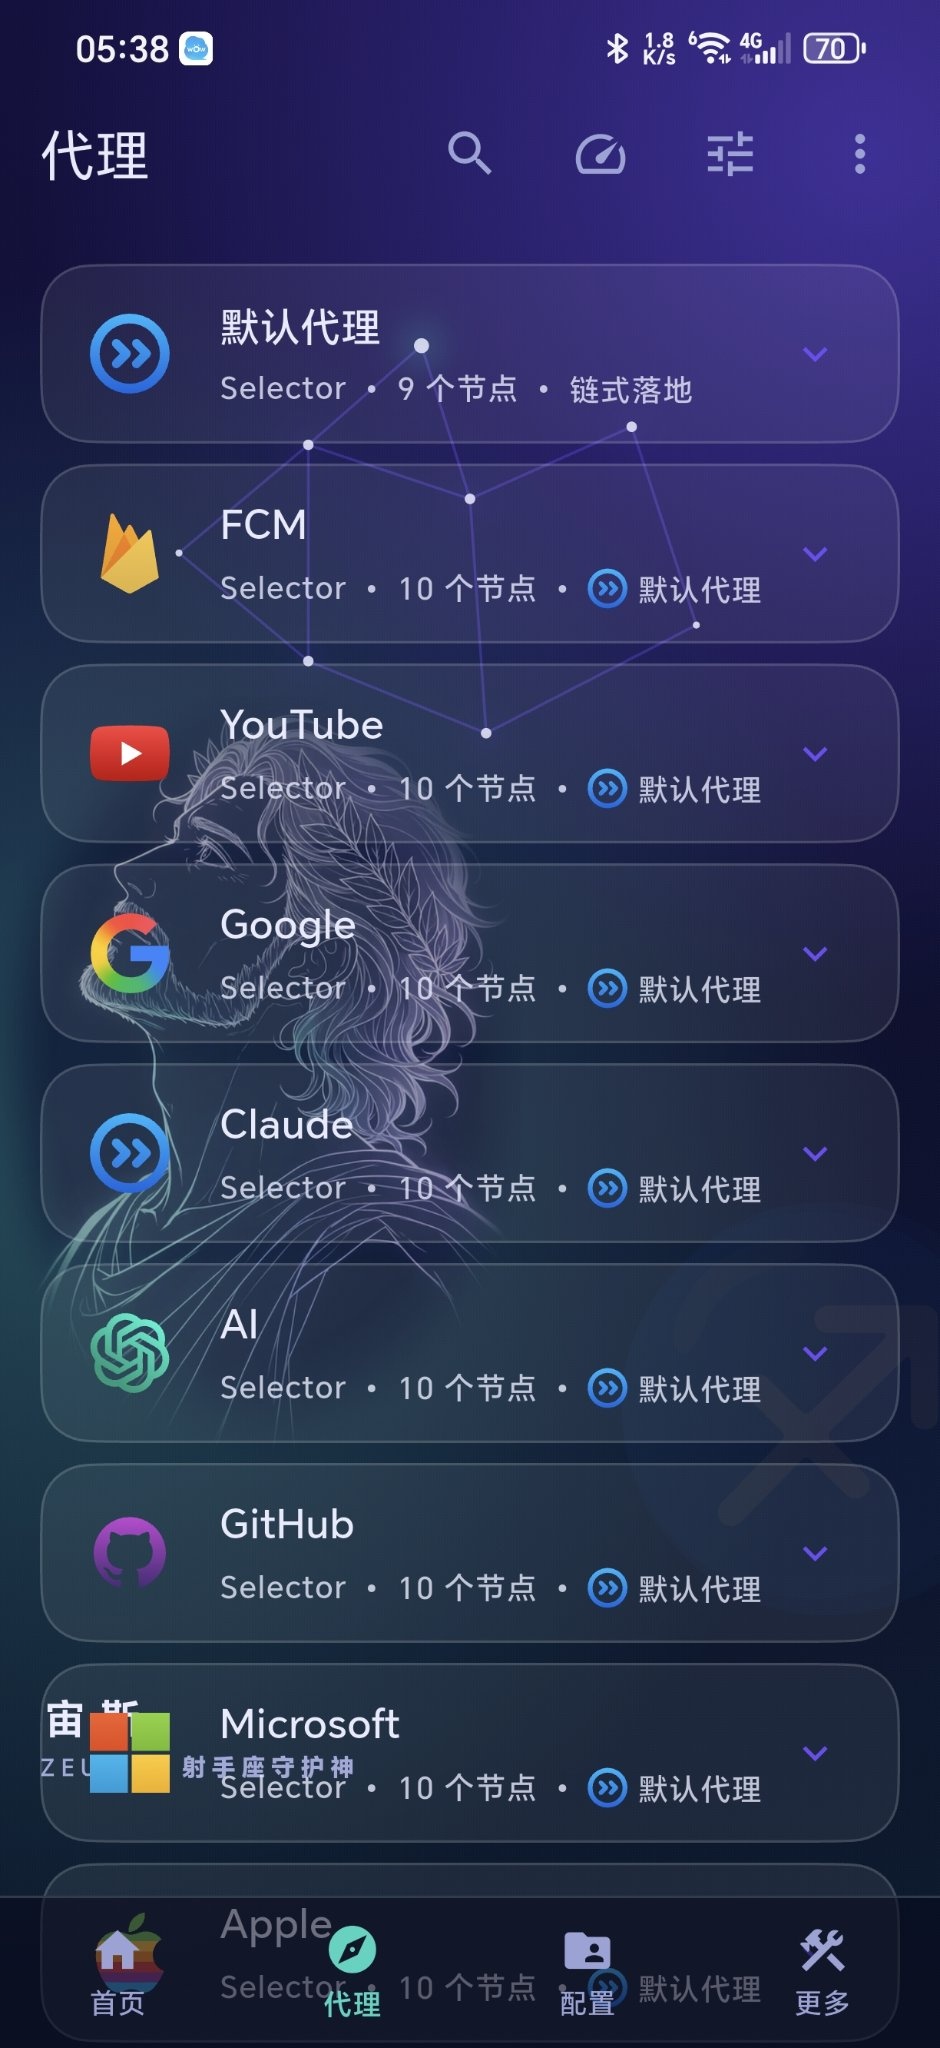 05:38 wow 1.8 K/s 6 4G 70
代理
默认代理
Selector • 9 个节点 • 链式落地
FCM
Selector • 10 个节点 • 默认代理
YouTube
Selector • 10 个节点 • 默认代理
Google
Selector • 10 个节点 • 默认代理
Claude
Selector • 10 个节点 • 默认代理
AI
Selector • 10 个节点 • 默认代理
GitHub
Selector • 10 个节点 • 默认代理
宙斯
Microsoft
射手座守护神
Selector • 10 个节点 • 默认代理
Apple
Selector • 10 个节点 • 默认代理
首页 代理 配置 更多